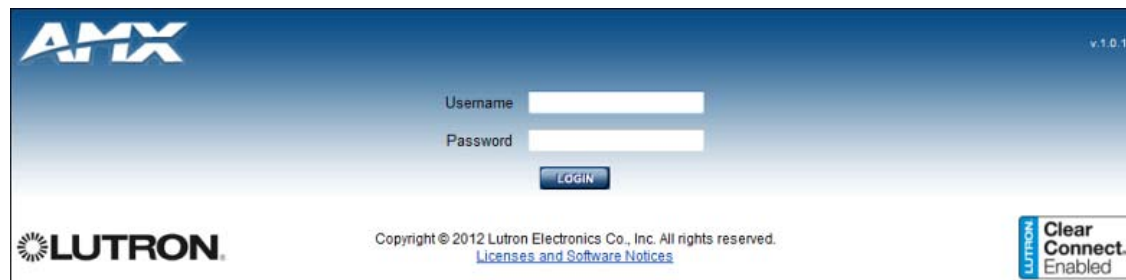 AMX
v.1.0.1
Username
Password
LOGIN
LUTRON.
Copyright © 2012 Lutron Electronics Co., Inc. All rights reserved.
Licenses and Software Notices
LUTRON
Clear
Connect.
Enabled